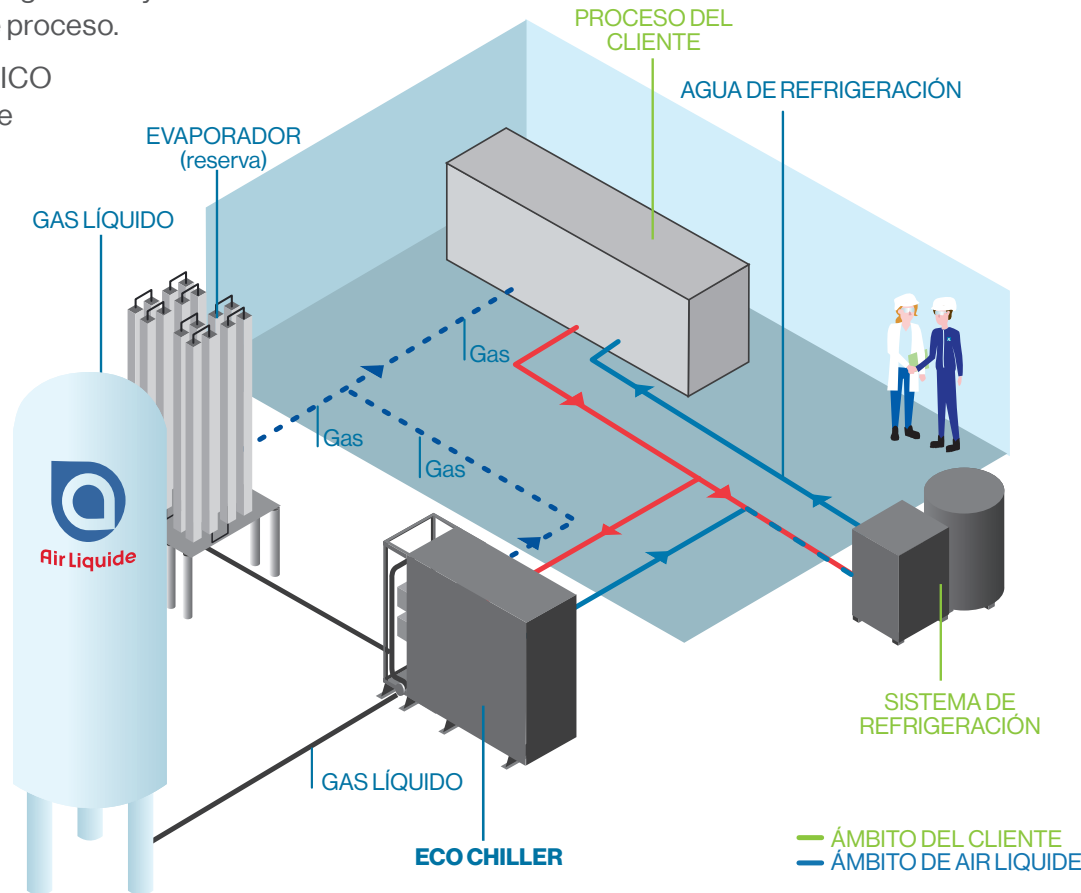 proceso.
ICO
e
PROCESO DEL
CLIENTE
AGUA DE REFRIGERACIÓN
EVAPORADOR
(reserva)
GAS LÍQUIDO
Gas
Gas
Gas
Air Liquide
SISTEMA DE
REFRIGERACIÓN
GAS LÍQUIDO
ECO CHILLER
ÁMBITO DEL CLIENTE
ÁMBITO DE AIR LIQUIDE